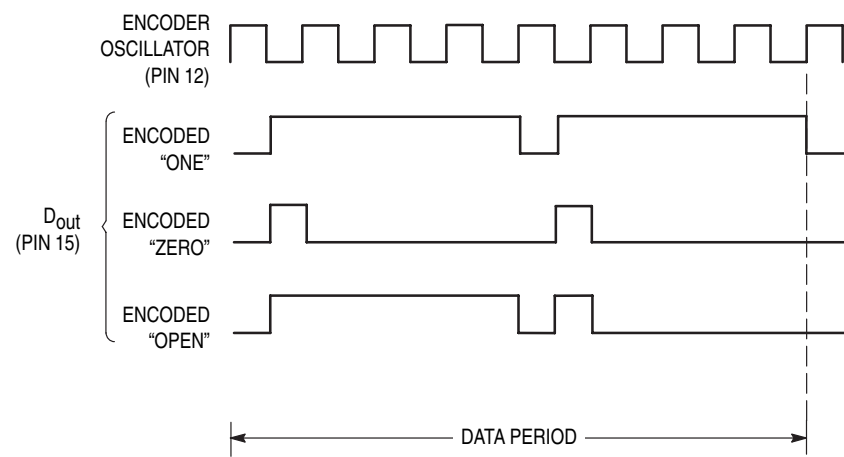 ENCODER
OSCILLATOR
(PIN 12)
ENCODED
“ONE”
Dout
(PIN 15)
ENCODED
“ZERO”
ENCODED
“OPEN”
DATA PERIOD